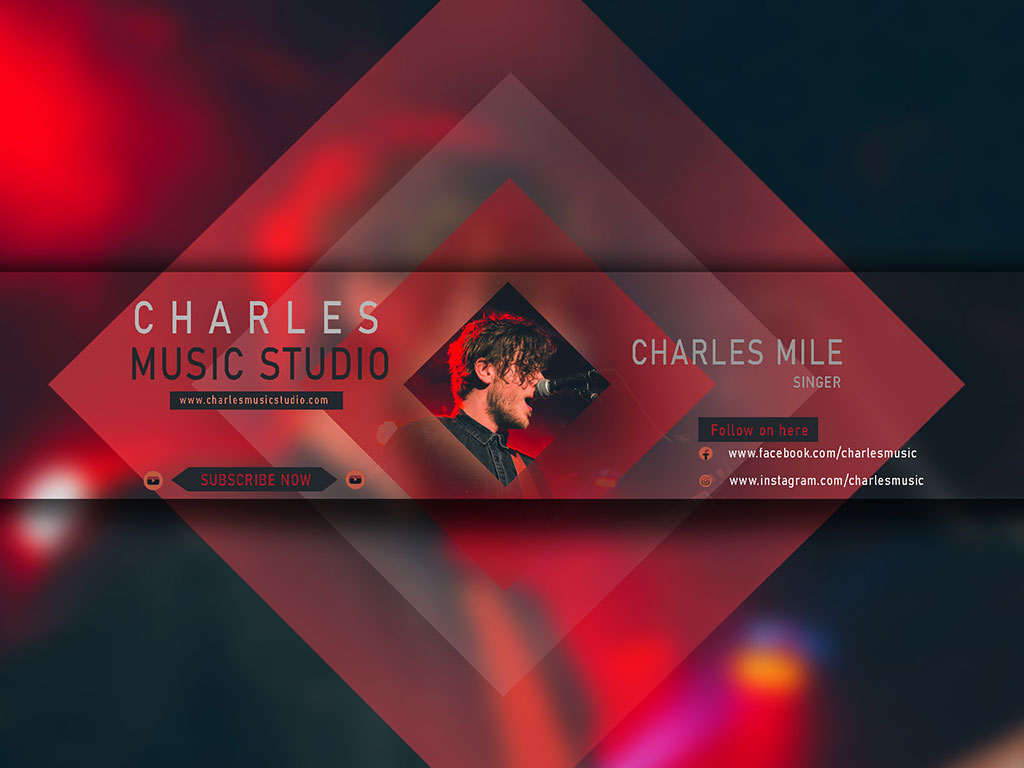 CHARLES
MUSIC STUDIO
www.charlesmusicstudio.com
SUBSCRIBE NOW
CHARLES MILE
SINGER
Follow on here
www.facebook.com/charlesmusic
www.instagram.com/charlesmusic